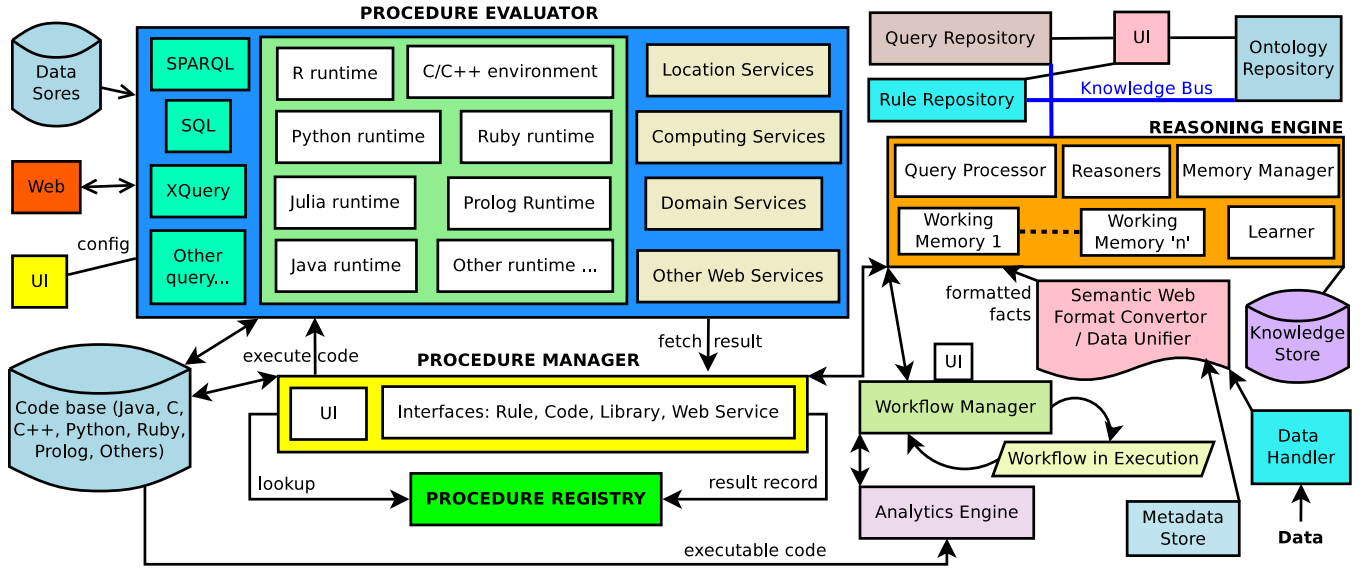 PROCEDURE EVALUATOR
Data
Sores
Web
config
UI
SPARQL
SQL
XQuery
Other
query...
R runtime
C/C++ environment
Python runtime
Ruby runtime
Julia runtime
Prolog Runtime
Java runtime
Other runtime ...
Location Services
Computing Services
Domain Services
Other Web Services
Query Repository
UI
Ontology
Repository
Rule Repository
Knowledge Bus
REASONING ENGINE
Query Processor
Reasoners
Memory Manager
Working
Memory 1
Working
Memory 'n'
Learner
formatted
facts
Semantic Web
Format Convertor
/ Data Unifier
Knowledge
Store
execute code
fetch result
PROCEDURE MANAGER
UI
Interfaces: Rule, Code, Library, Web Service
Code base (Java, C,
C++, Python, Ruby,
Prolog, Others)
lookup
PROCEDURE REGISTRY
result record
UI
Workflow Manager
Workflow in Execution
Analytics Engine
Data
Handler
Metadata
Store
Data
executable code